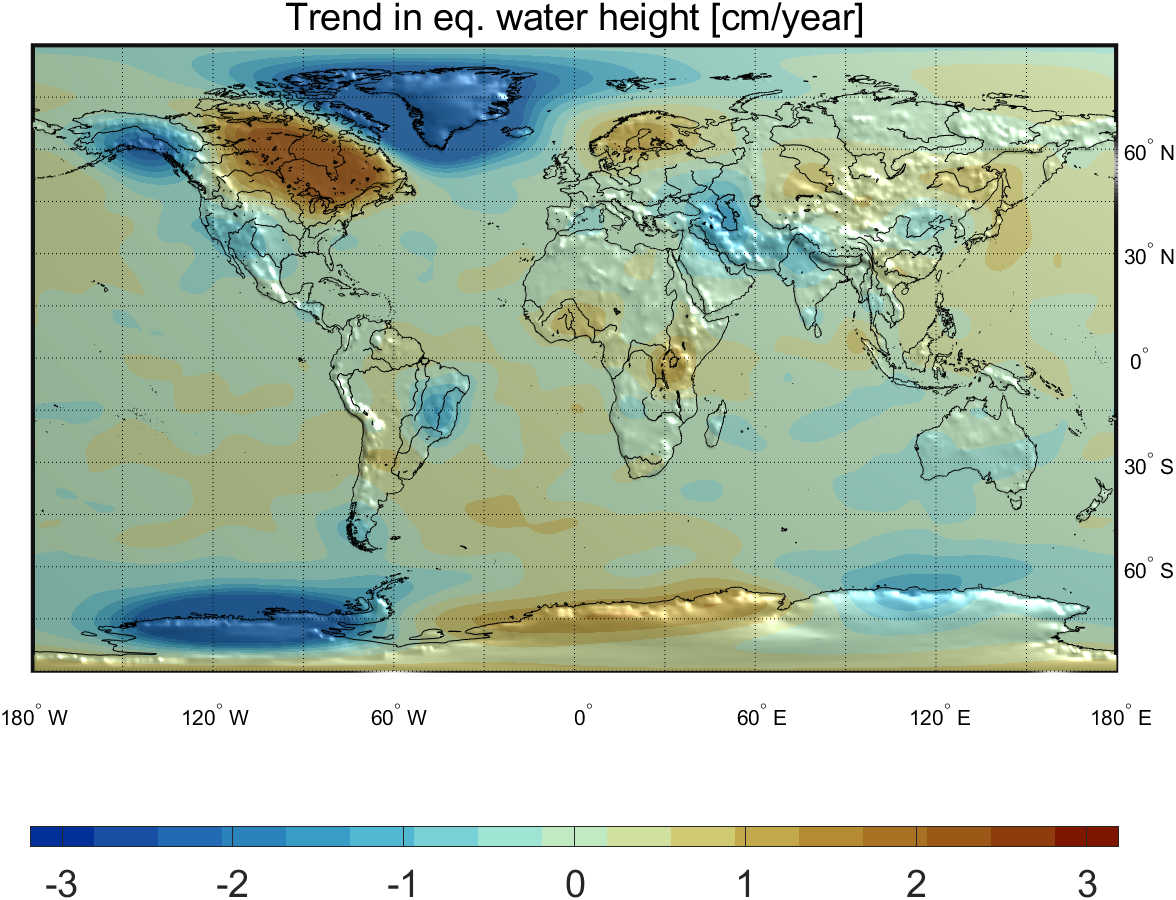 Trend in eq. water height [cm/year]
60° N
30° N
0°
30° S
60° S
180° W 120° W 60° W 0° 60° E 120° E 180° E
-3 -2 -1 0 1 2 3